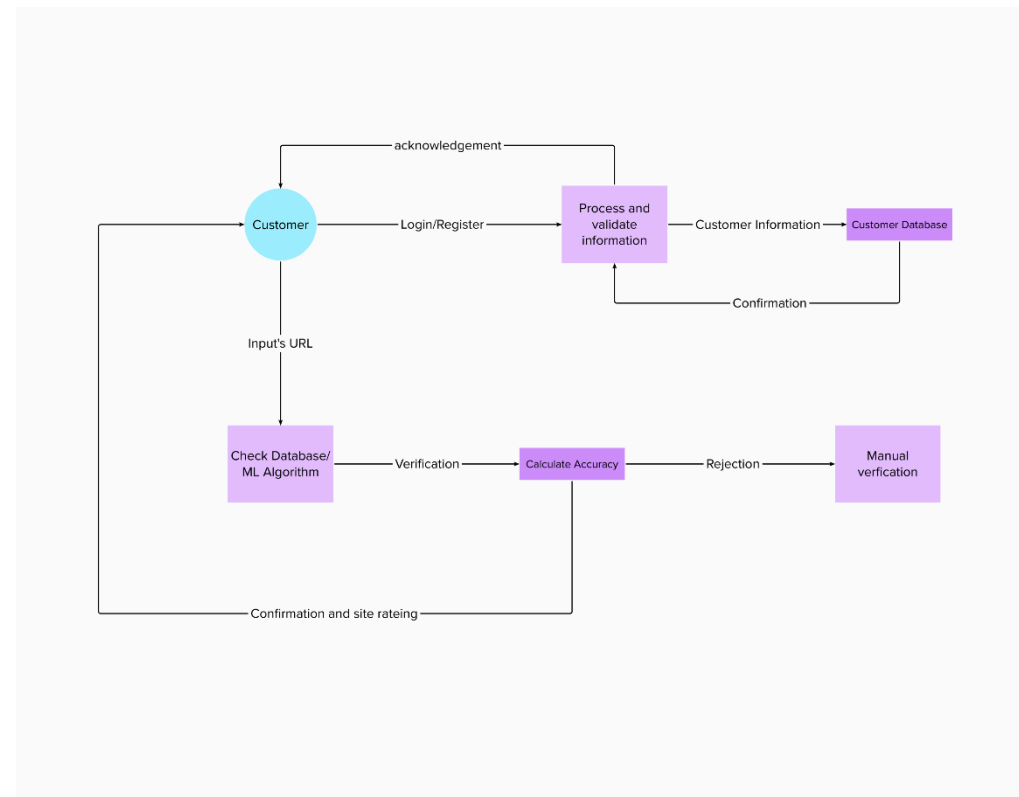 acknowledgement
Customer
Login/Register
Process and
validate
information
Customer Information
Customer Database
Confirmation
Input's URL
Check Database/
ML Algorithm
Verification
Calculate Accuracy
Rejection
Manual
verfication
Confirmation and site rateing